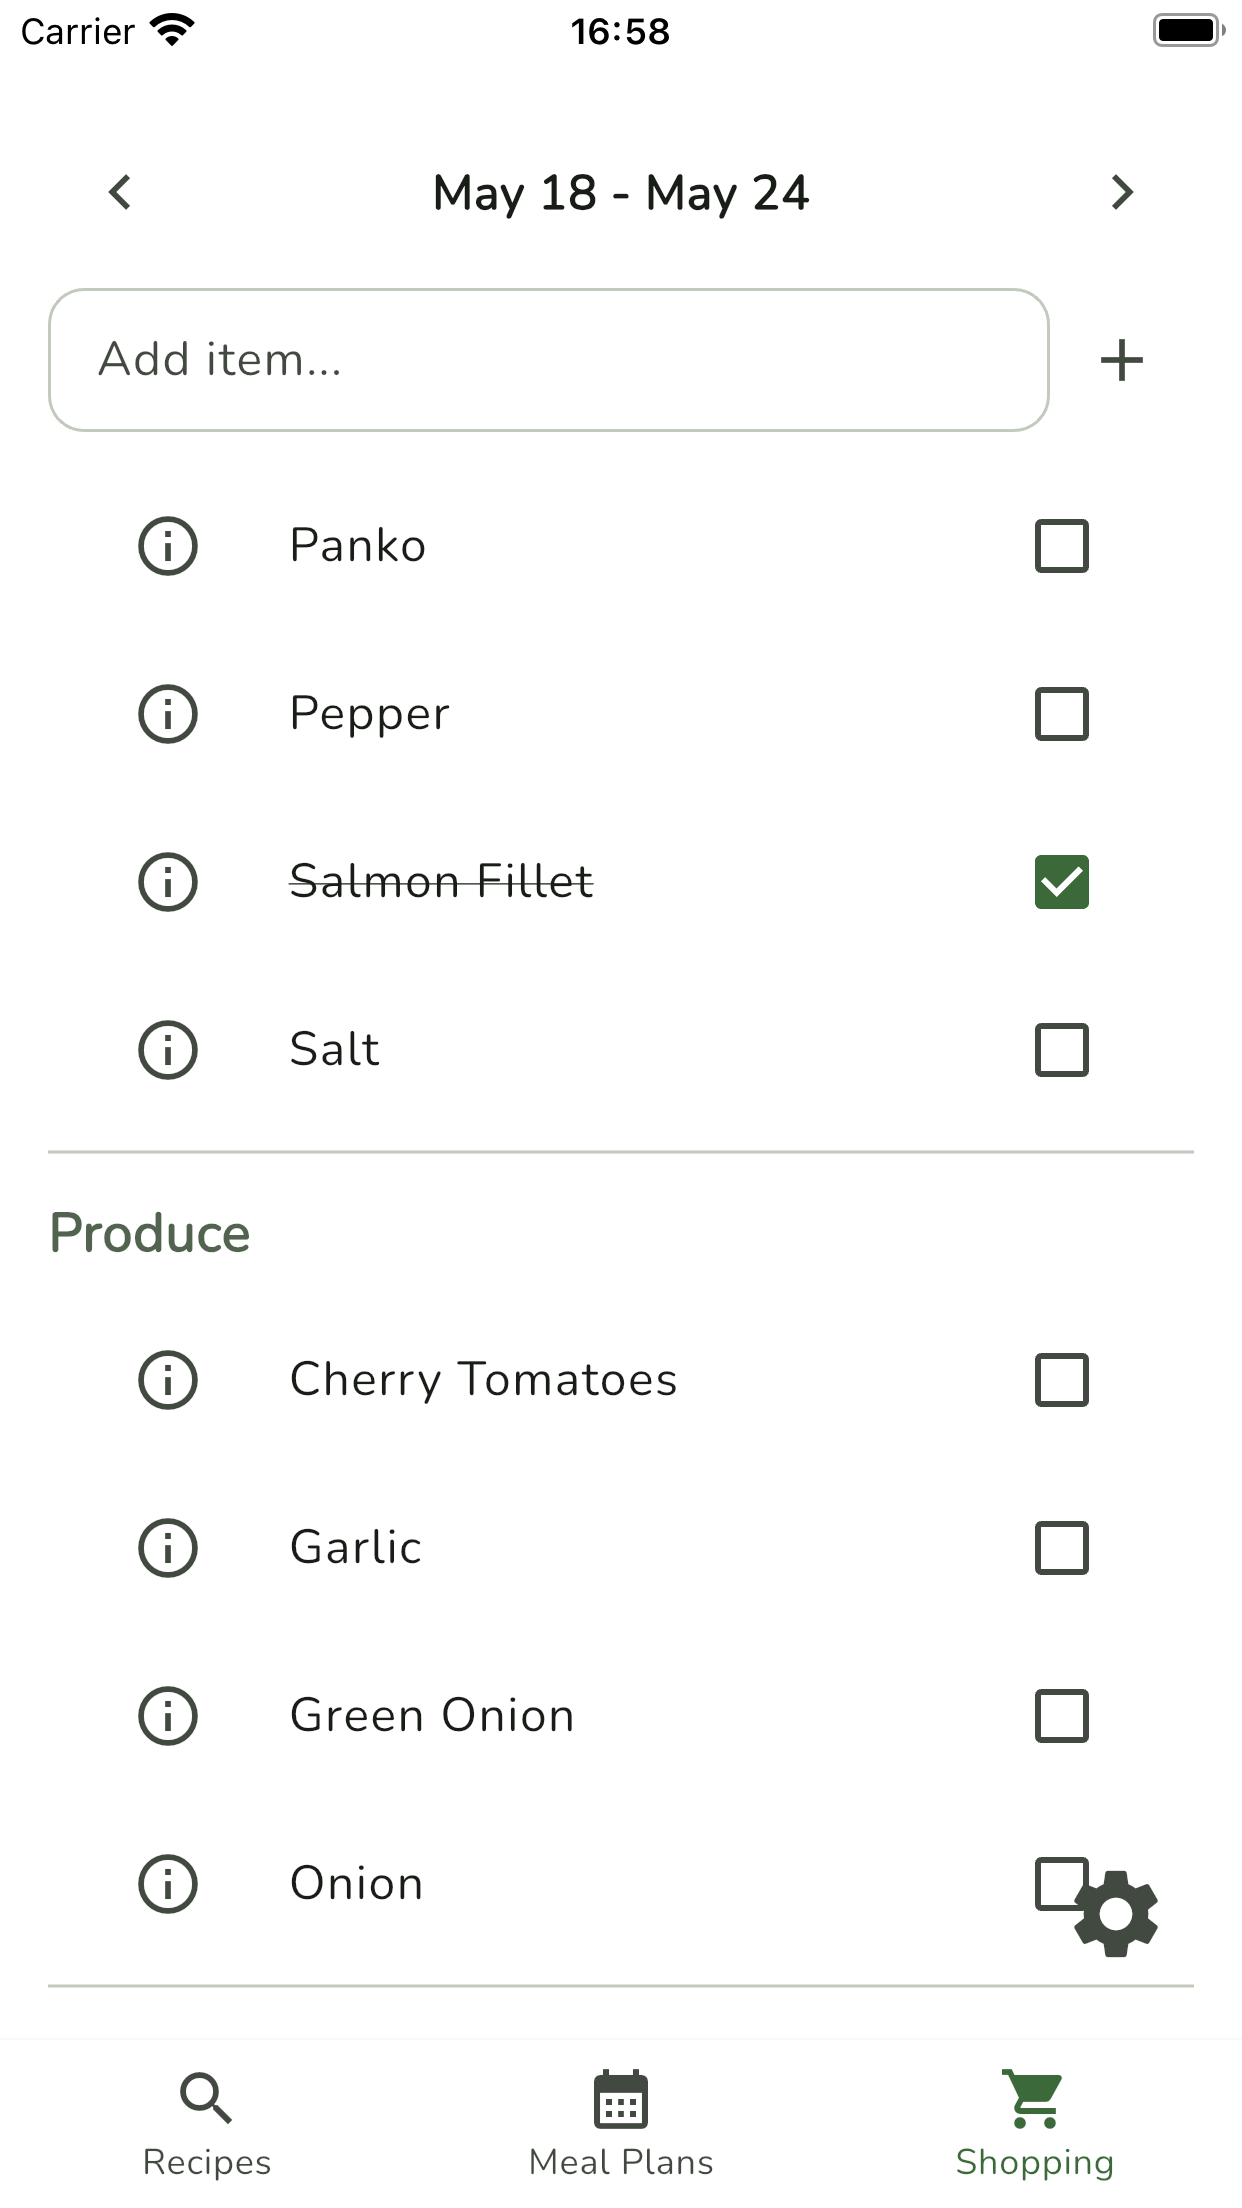 Carrier 16:58
May 18 - May 24
Add item...
Panko
Pepper
Salmon Fillet
Salt
Produce
Cherry Tomatoes
Garlic
Green Onion
Onion
Recipes Meal Plans Shopping